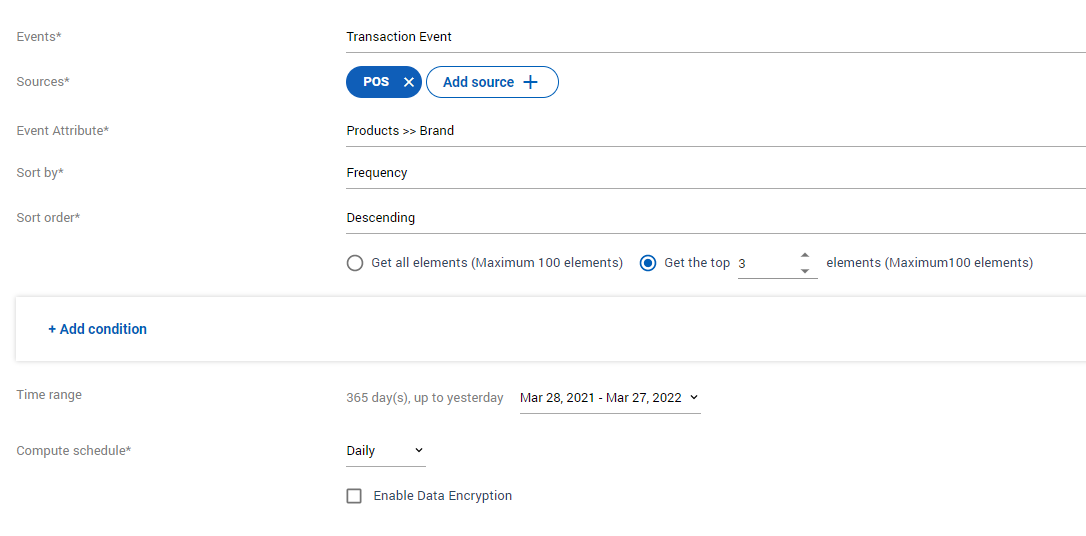 Events* Transaction Event
Sources* POS Add source
Event Attribute* Products >> Brand
Sort by* Frequency
Sort order* Descending
Get all elements (Maximum 100 elements) Get the top 3 elements (Maximum100 elements)
+ Add condition
Time range 365 day(s), up to yesterday Mar 28, 2021 - Mar 27, 2022
Compute schedule* Daily
Enable Data Encryption